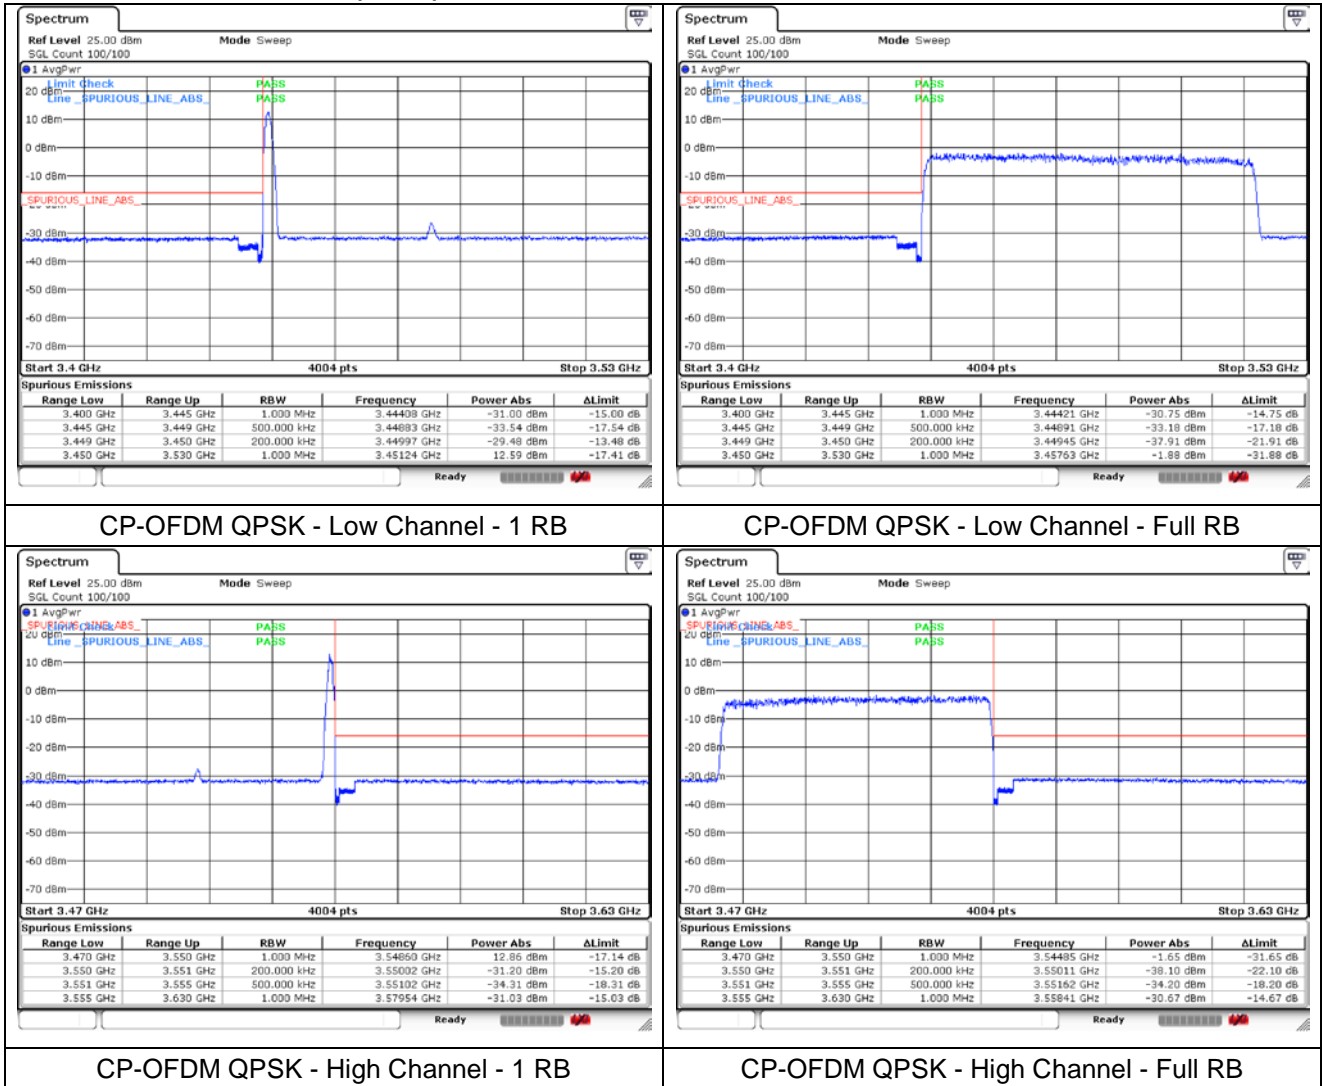 Spectrum
Ref Level 25.00 dBm Mode Sweep
SGL Count 100/100
1 AvgPwr
Limit Check PASS
20 dBm
Line _SPURIOUS_LINE_ABS_ PASS
10 dBm
0 dBm
-10 dBm
_SPURIOUS_LINE_ABS_
-20 dBm
-30 dBm
-40 dBm
-50 dBm
-60 dBm
-70 dBm
Start 3.4 GHz 4004 pts Stop 3.53 GHz
Spurious Emissions
Range Low Range Up RBW Frequency Power Abs ΔLimit
3.400 GHz 3.445 GHz 1.000 MHz 3.44408 GHz -31.00 dBm -15.00 dB
3.445 GHz 3.449 GHz 500.000 kHz 3.44883 GHz -33.54 dBm -17.54 dB
3.449 GHz 3.450 GHz 200.000 kHz 3.44997 GHz -29.48 dBm -13.48 dB
3.450 GHz 3.530 GHz 1.000 MHz 3.45124 GHz 12.59 dBm -17.41 dB
Ready
CP-OFDM QPSK - Low Channel - 1 RB
Spectrum
Ref Level 25.00 dBm Mode Sweep
SGL Count 100/100
1 AvgPwr
Limit Check PASS
20 dBm
Line _SPURIOUS_LINE_ABS_ PASS
10 dBm
0 dBm
-10 dBm
_SPURIOUS_LINE_ABS_
-20 dBm
-30 dBm
-40 dBm
-50 dBm
-60 dBm
-70 dBm
Start 3.4 GHz 4004 pts Stop 3.53 GHz
Spurious Emissions
Range Low Range Up RBW Frequency Power Abs ΔLimit
3.400 GHz 3.445 GHz 1.000 MHz 3.44421 GHz -30.75 dBm -14.75 dB
3.445 GHz 3.449 GHz 500.000 kHz 3.44891 GHz -33.18 dBm -17.18 dB
3.449 GHz 3.450 GHz 200.000 kHz 3.44945 GHz -37.91 dBm -21.91 dB
3.450 GHz 3.530 GHz 1.000 MHz 3.45763 GHz -1.88 dBm -31.88 dB
Ready
CP-OFDM QPSK - Low Channel - Full RB
Spectrum
Ref Level 25.00 dBm Mode Sweep
SGL Count 100/100
1 AvgPwr
_SPURIOUS_LINE_ABS_
Limit Check PASS
20 dBm
Line _SPURIOUS_LINE_ABS_ PASS
10 dBm
0 dBm
-10 dBm
-20 dBm
-30 dBm
-40 dBm
-50 dBm
-60 dBm
-70 dBm
Start 3.47 GHz 4004 pts Stop 3.63 GHz
Spurious Emissions
Range Low Range Up RBW Frequency Power Abs ΔLimit
3.470 GHz 3.550 GHz 1.000 MHz 3.54860 GHz 12.86 dBm -17.14 dB
3.550 GHz 3.551 GHz 200.000 kHz 3.55002 GHz -31.20 dBm -15.20 dB
3.551 GHz 3.555 GHz 500.000 kHz 3.55102 GHz -34.31 dBm -18.31 dB
3.555 GHz 3.630 GHz 1.000 MHz 3.57954 GHz -31.03 dBm -15.03 dB
Ready
CP-OFDM QPSK - High Channel - 1 RB
Spectrum
Ref Level 25.00 dBm Mode Sweep
SGL Count 100/100
1 AvgPwr
_SPURIOUS_LINE_ABS_
Limit Check PASS
20 dBm
Line _SPURIOUS_LINE_ABS_ PASS
10 dBm
0 dBm
-10 dBm
-20 dBm
-30 dBm
-40 dBm
-50 dBm
-60 dBm
-70 dBm
Start 3.47 GHz 4004 pts Stop 3.63 GHz
Spurious Emissions
Range Low Range Up RBW Frequency Power Abs ΔLimit
3.470 GHz 3.550 GHz 1.000 MHz 3.54485 GHz -1.65 dBm -31.65 dB
3.550 GHz 3.551 GHz 200.000 kHz 3.55011 GHz -38.10 dBm -22.10 dB
3.551 GHz 3.555 GHz 500.000 kHz 3.55162 GHz -34.20 dBm -18.20 dB
3.555 GHz 3.630 GHz 1.000 MHz 3.55841 GHz -30.67 dBm -14.67 dB
Ready
CP-OFDM QPSK - High Channel - Full RB